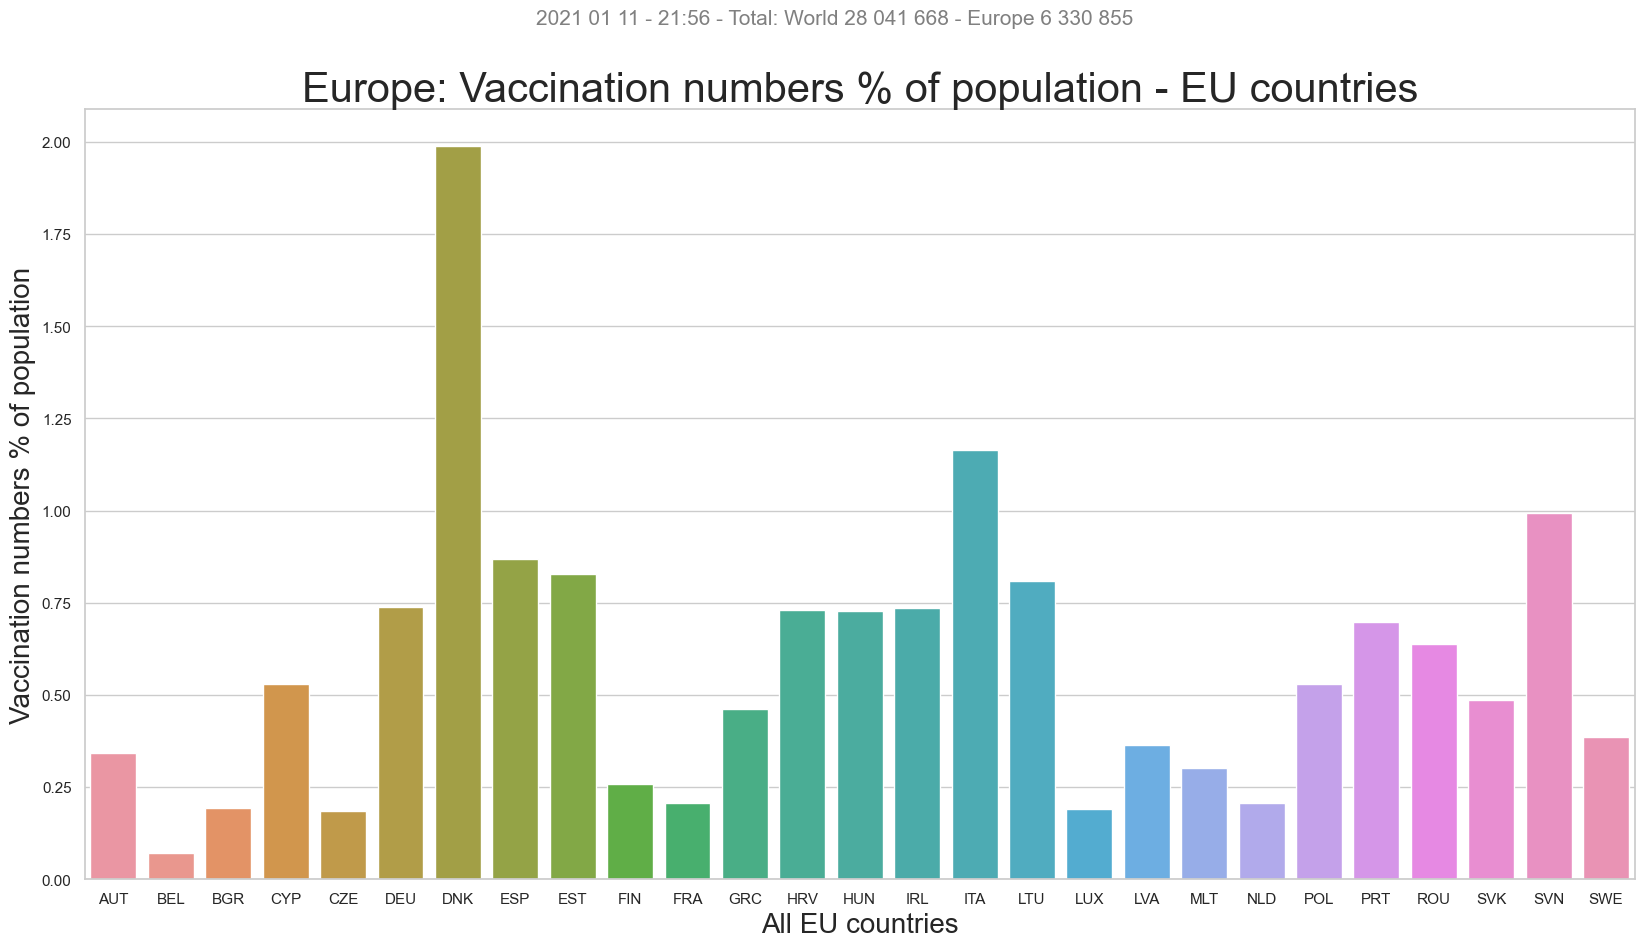 2021 01 11 - 21:56 - Total: World 28 041 668 - Europe 6 330 855
Europe: Vaccination numbers % of population - EU countries
Vaccination numbers % of population
2.00
1.75
1.50
1.25
1.00
0.75
0.50
0.25
0.00
AUT BEL BGR CYP CZE DEU DNK ESP EST FIN FRA GRC HRV HUN IRL ITA LTU LUX LVA MLT NLD POL PRT ROU SVK SVN SWE
All EU countries